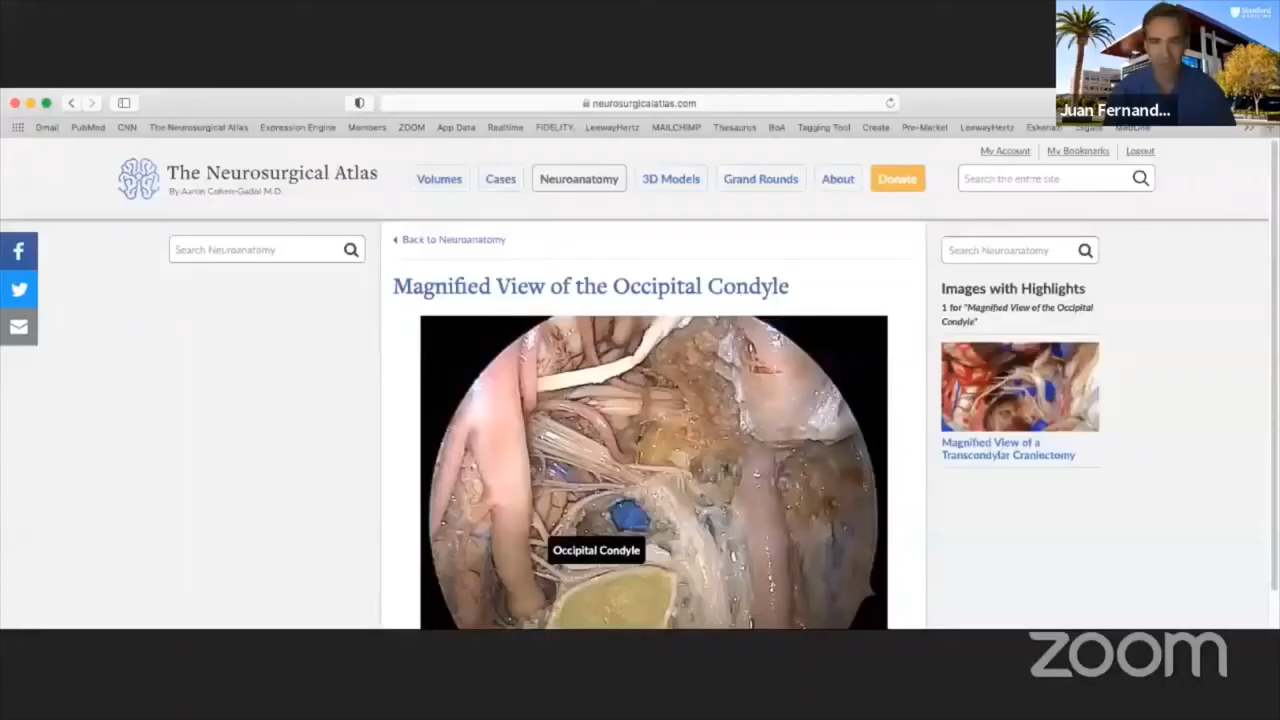 Stanford
MEDICINE
Juan Fernand...
neurosurgicalatlas.com
Gmail PubMed CNN The Neurosurgical Atlas Expression Engine Members ZOOM App Data Realtime FIDELITY LeewayHertz MAILCHIMP Thesaurus BoA Tagging Tool Create Pre-Market LeewayHertz
My Account My Bookmarks Logout
The Neurosurgical Atlas
By Aaron Cohen-Gadol M.D.
Volumes Cases Neuroanatomy 3D Models Grand Rounds About Donate
Search the entire site
Search Neuroanatomy
Back to Neuroanatomy
Search Neuroanatomy
Magnified View of the Occipital Condyle
Images with Highlights
1 for "Magnified View of the Occipital
Condyle"
Magnified View of a
Transcondylar Craniectomy
Occipital Condyle
zoom